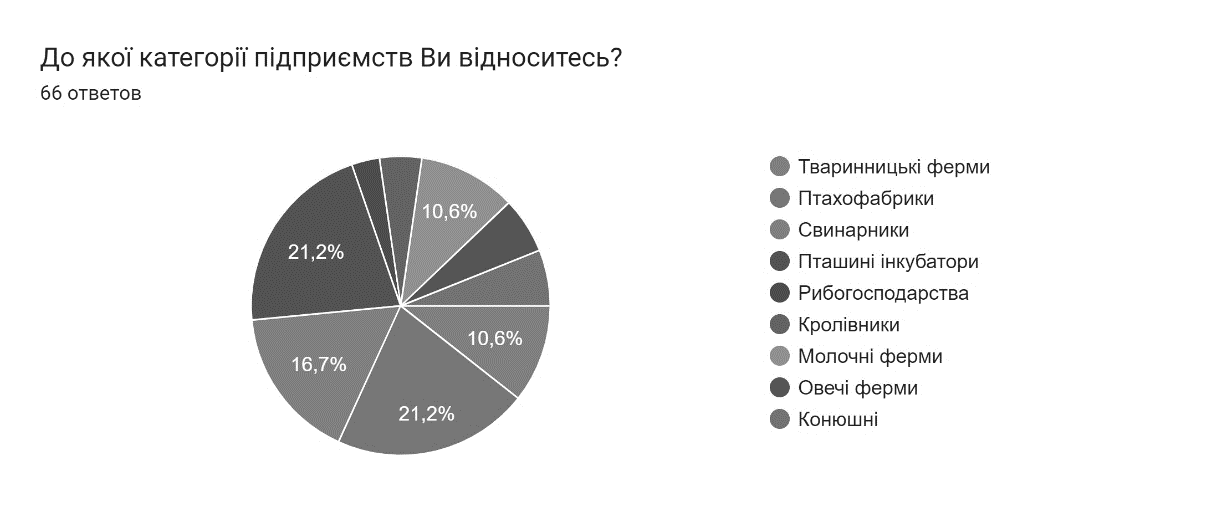 До якої категорії підприємств Ви відноситесь?
66 ответов
10,6%
21,2%
10,6%
16,7%
21,2%
Тваринницькі ферми
Птахофабрики
Свинарники
Пташині інкубатори
Рибогосподарства
Кролівники
Молочні ферми
Овечі ферми
Конюшні